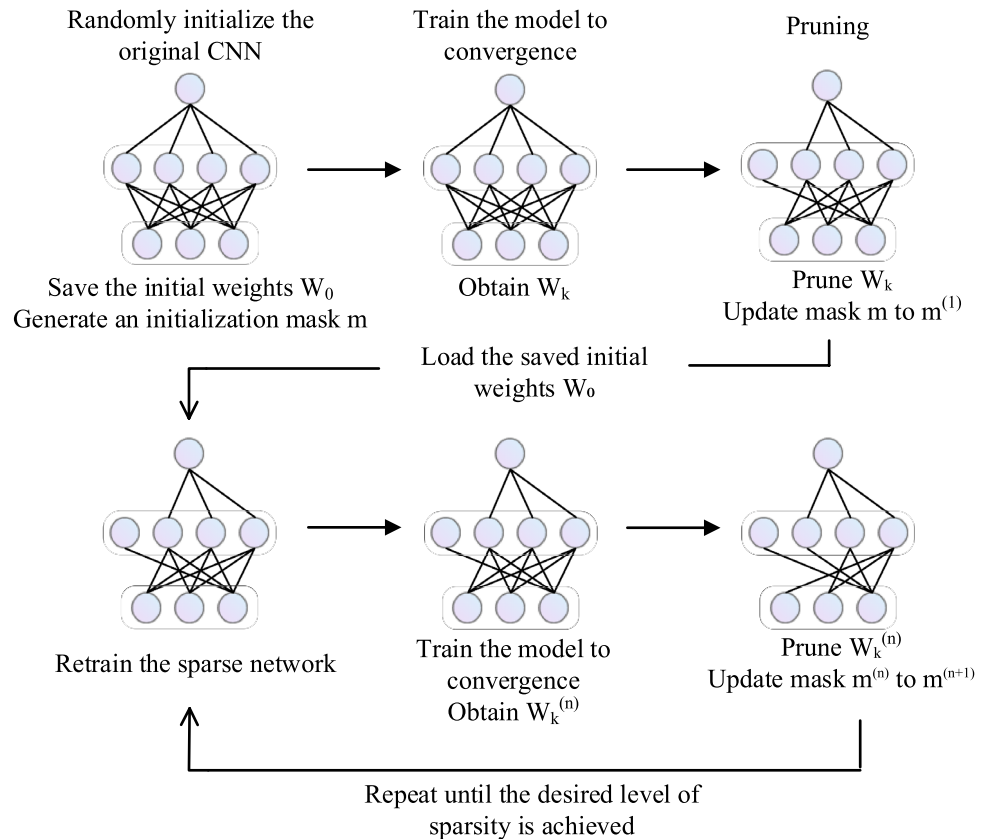 Randomly initialize the
original CNN
Train the model to
convergence
Pruning
Save the initial weights W₀
Generate an initialization mask m
Obtain Wₖ
Prune Wₖ
Update mask m to m⁽¹⁾
Load the saved initial
weights W₀
Retrain the sparse network
Train the model to
convergence
Obtain Wₖ⁽ⁿ⁾
Prune Wₖ⁽ⁿ⁾
Update mask m⁽ⁿ⁾ to m⁽ⁿ⁺¹⁾
Repeat until the desired level of
sparsity is achieved